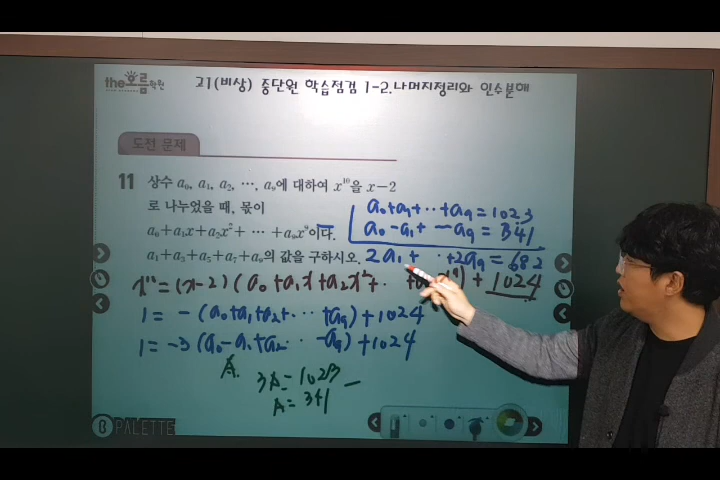 the오름학원
21(비상) 중단원 학습점검 1-2.나머지정리와 인수분해
도전 문제
11 상수 a₀, a₁, a₂, ⋯, a₉에 대하여 x¹⁰을 x−2
로 나누었을 때, 몫이
a₀+a₁x+a₂x²+ ⋯ +a₉x⁹이다.
a₁+a₃+a₅+a₇+a₉의 값을 구하시오.
a₀+a₁+ ⋯ +a₉=1023
− a₀−a₁+ ⋯ −a₉=341
2a₁+ ⋯ +2a₉=682
x¹⁰=(x−2)(a₀+a₁x+a₂x²+ ⋯ + x⁹)+1024
1= −(a₀+a₁+a₂+ ⋯ +a₉)+1024
1=−3(a₀−a₁+a₂ ⋯ −a₉)+1024
A
3A=1023
A=341
B PALETTE